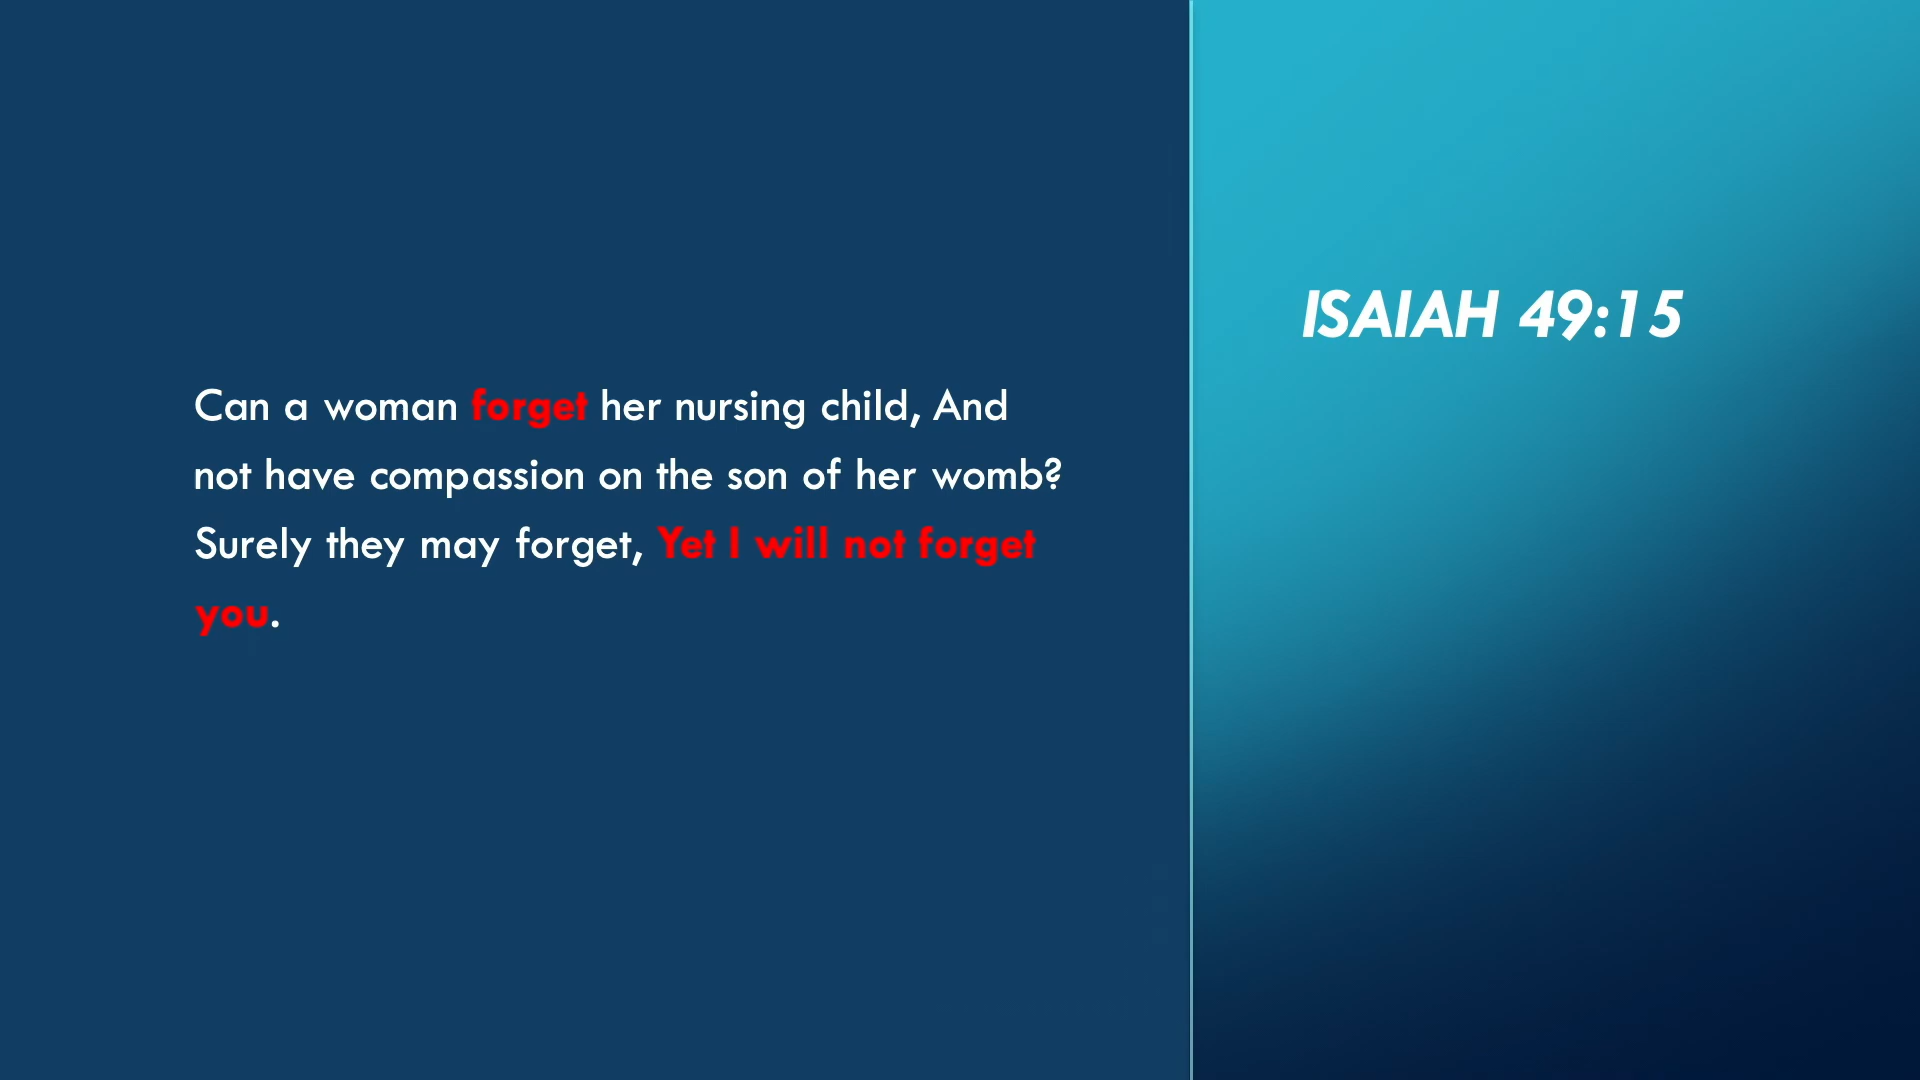 ISAIAH 49:15
Can a woman forget her nursing child, And
not have compassion on the son of her womb?
Surely they may forget, Yet I will not forget
you.